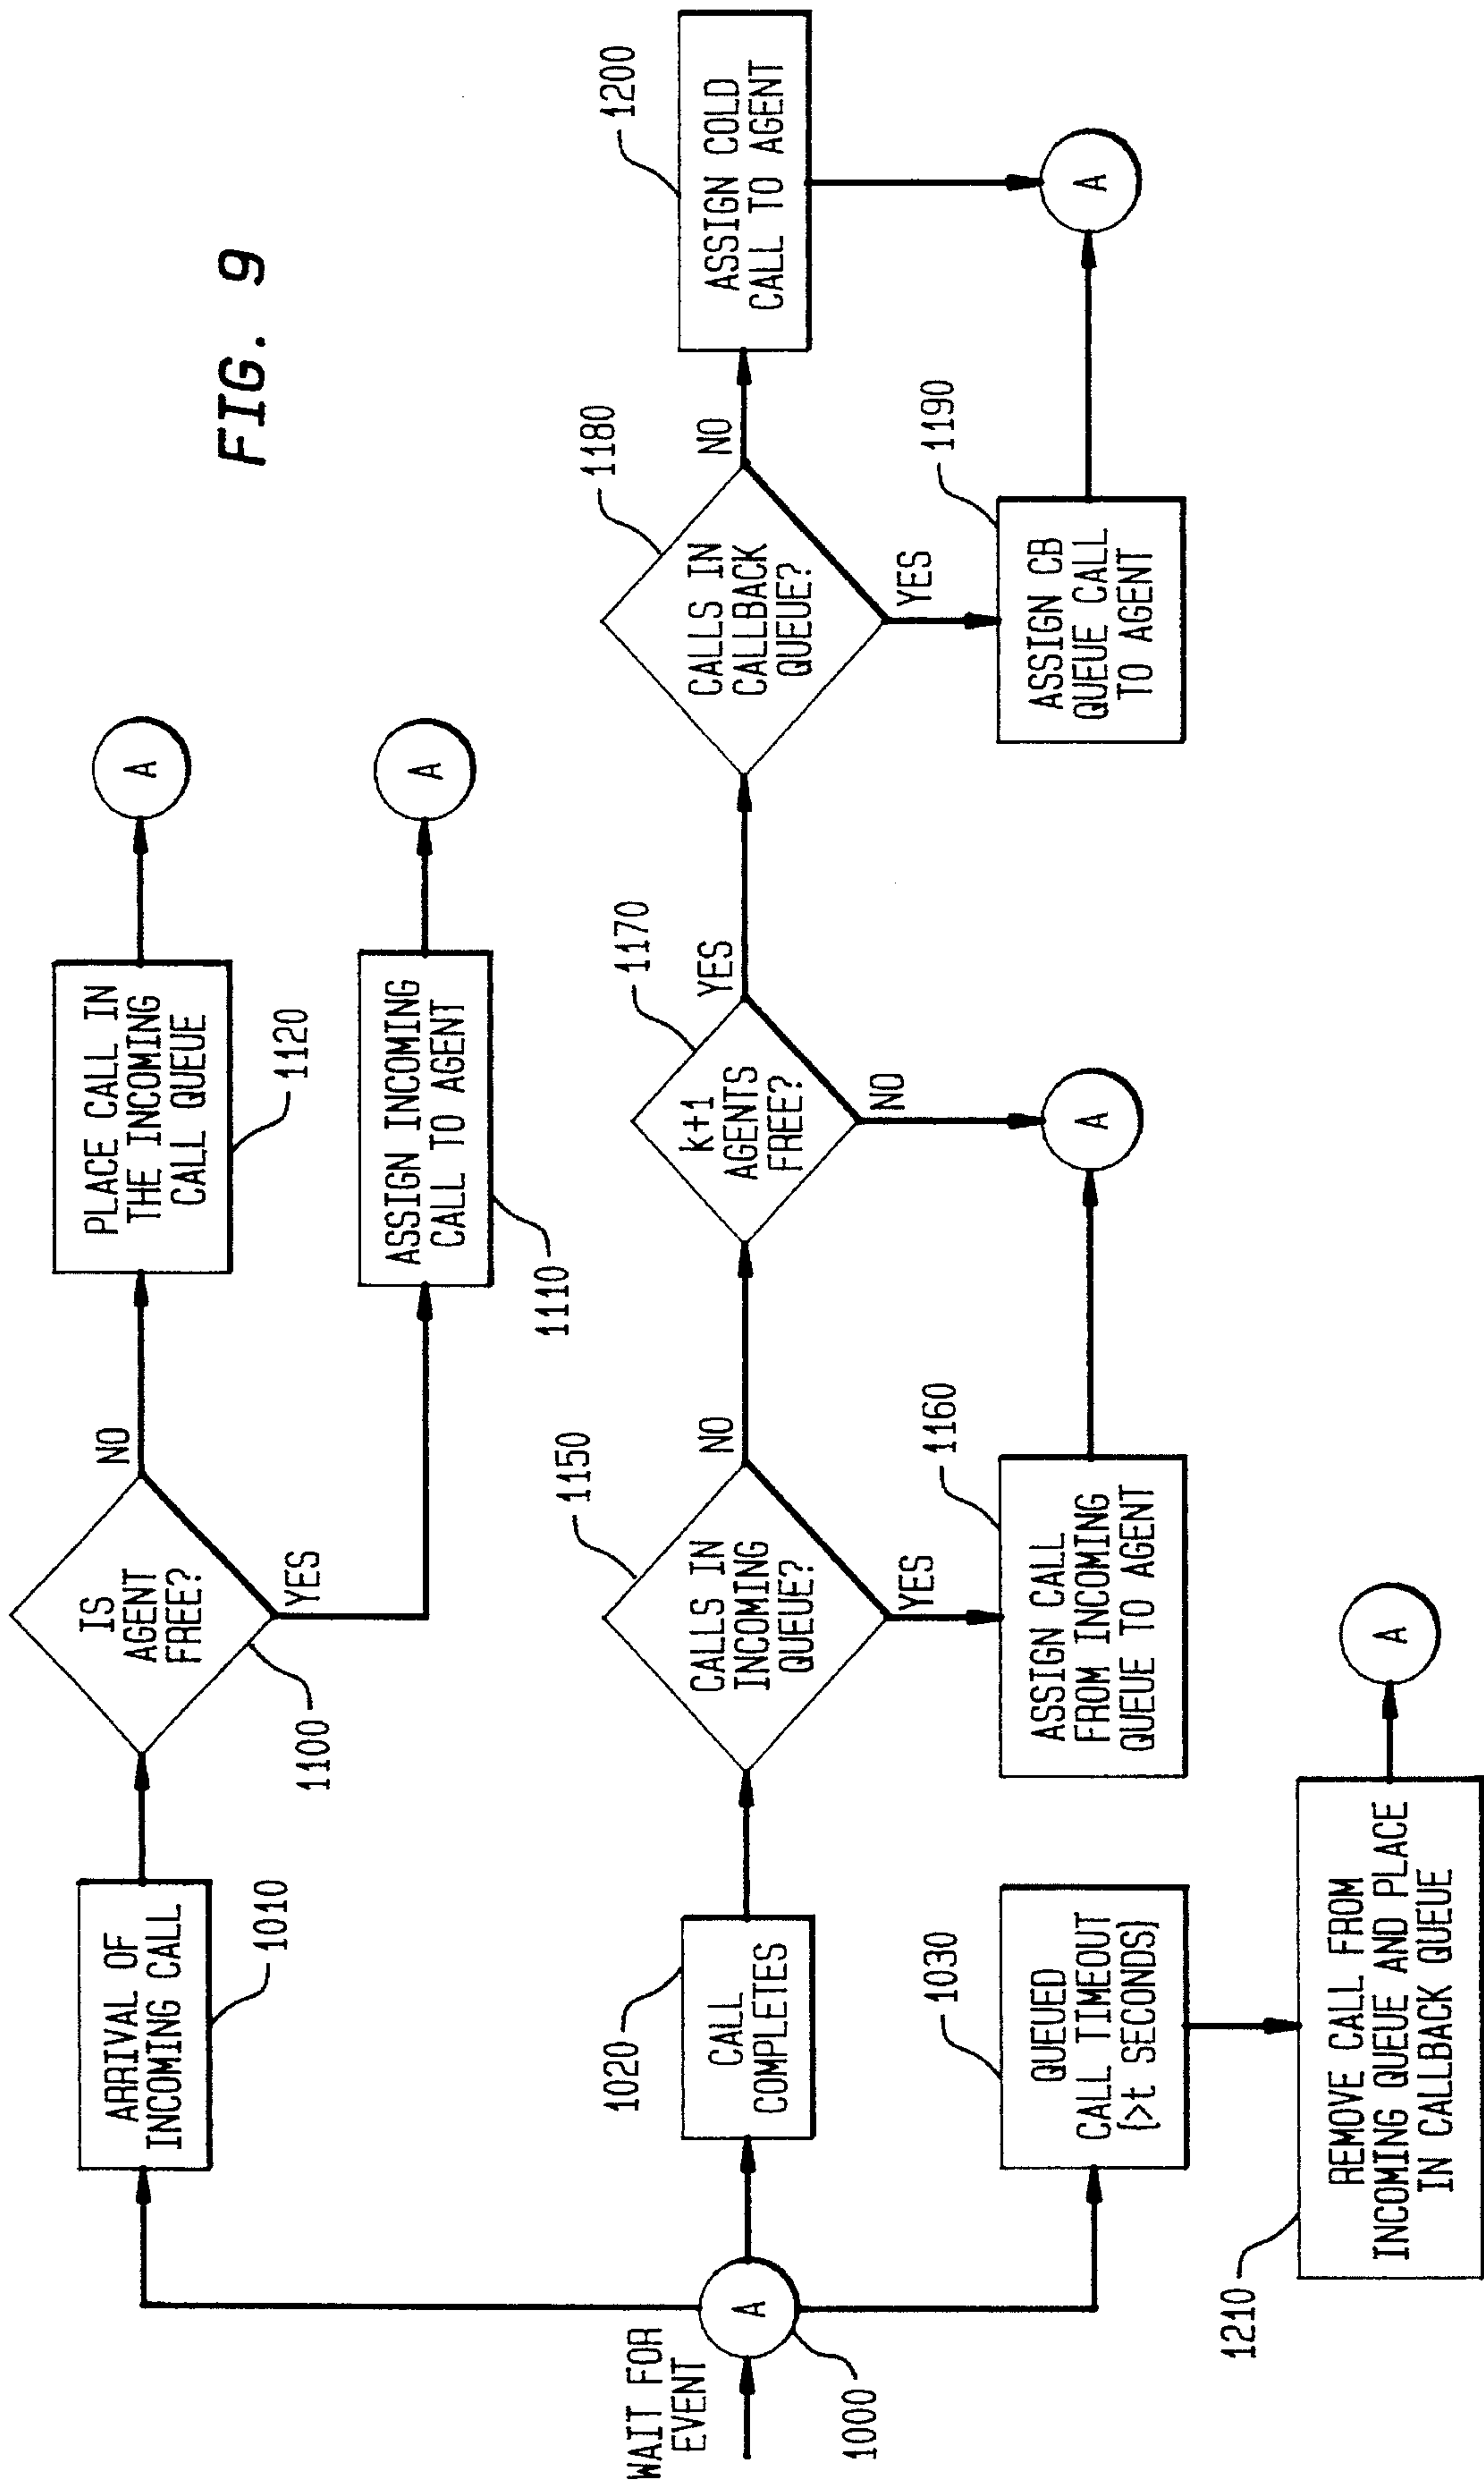 FIG. 9
WAIT FOR
EVENT
A
1000
ARRIVAL OF
INCOMING CALL
1010
IS
AGENT
FREE?
1100
NO
YES
PLACE CALL IN
THE INCOMING
CALL QUEUE
1120
A
ASSIGN INCOMING
CALL TO AGENT
1110
A
1020
CALL
COMPLETES
CALLS IN
INCOMING
QUEUE?
1150
NO
YES
1160
ASSIGN CALL
FROM INCOMING
QUEUE TO AGENT
k+1
AGENTS
FREE?
1170
YES
NO
A
CALLS IN
CALLBACK
QUEUE?
1180
NO
YES
1190
ASSIGN CB
QUEUE CALL
TO AGENT
1200
ASSIGN COLD
CALL TO AGENT
A
1030
QUEUED
CALL TIMEOUT
(>t SECONDS)
1210
REMOVE CALL FROM
INCOMING QUEUE AND PLACE
IN CALLBACK QUEUE
A